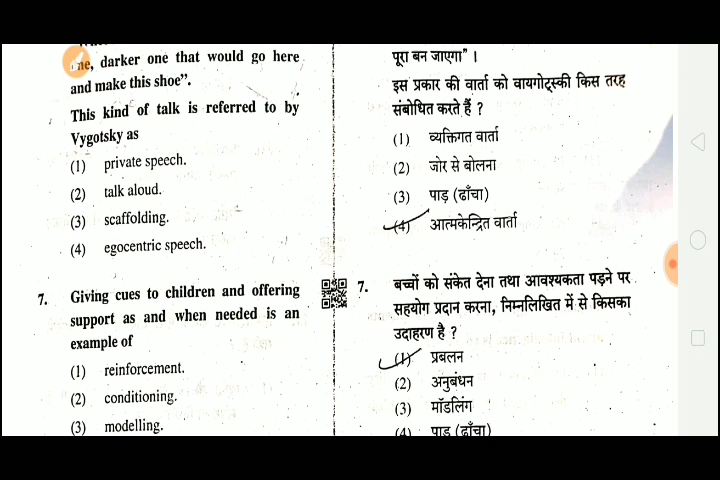 ne, darker one that would go here
and make this shoe".
This kind of talk is referred to by
Vygotsky as
(1) private speech.
(2) talk aloud.
(3) scaffolding.
(4) egocentric speech.
7. Giving cues to children and offering
support as and when needed is an
example of
(1) reinforcement.
(2) conditioning.
(3) modelling.
पूरा बन जाएगा" ।
इस प्रकार की वार्ता को वायगोट्स्की किस तरह
संबोधित करते हैं ?
(1) व्यक्तिगत वार्ता
(2) जोर से बोलना
(3) पाड़ (ढाँचा)
(4) आत्मकेन्द्रित वार्ता
7. बच्चों को संकेत देना तथा आवश्यकता पड़ने पर
सहयोग प्रदान करना, निम्नलिखित में से किसका
उदाहरण है ?
(1) प्रबलन
(2) अनुबंधन
(3) मॉडलिंग
(4) पाड़ (ढाँचा)